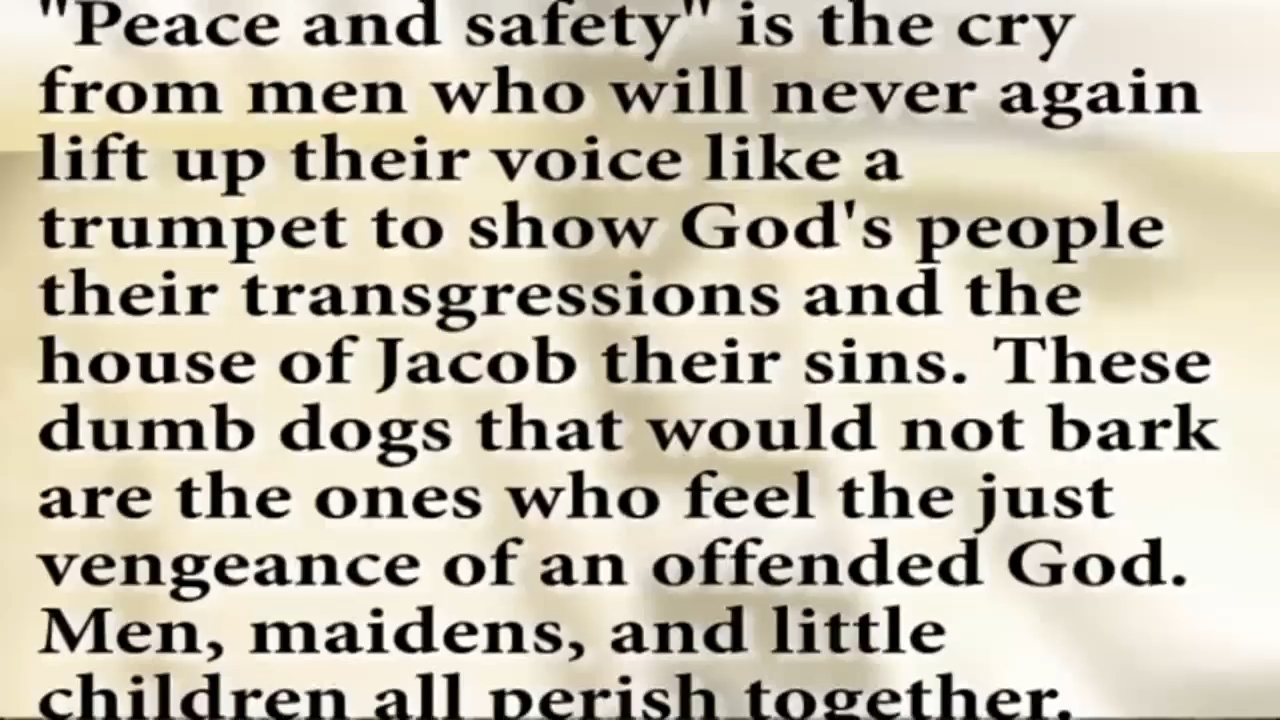 "Peace and safety" is the cry
from men who will never again
lift up their voice like a
trumpet to show God's people
their transgressions and the
house of Jacob their sins. These
dumb dogs that would not bark
are the ones who feel the just
vengeance of an offended God.
Men, maidens, and little
children all perish together.